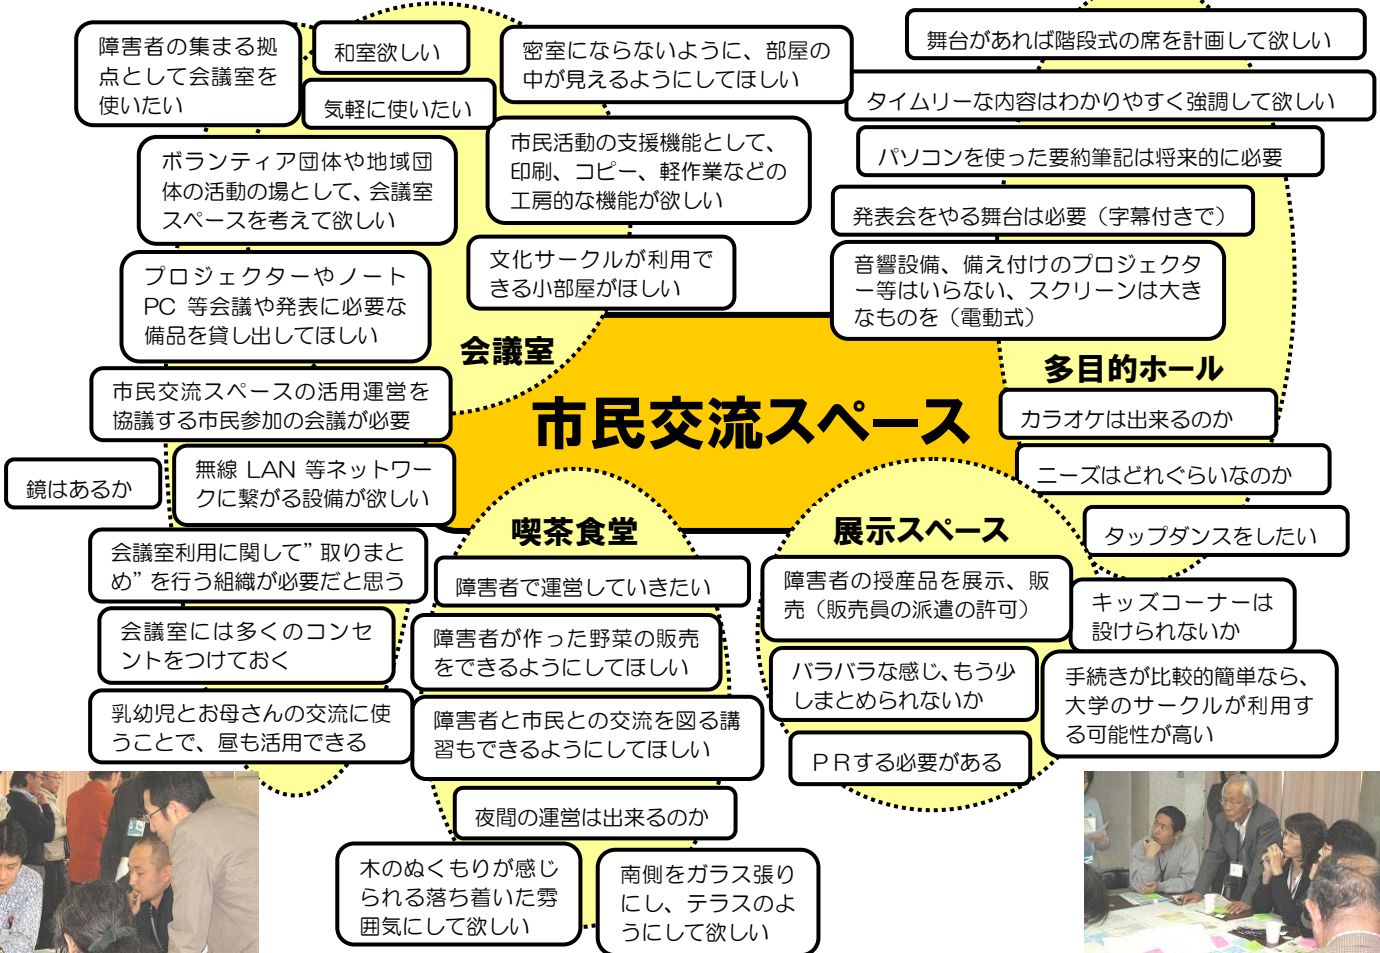 障害者の集まる拠
点として会議室を
使いたい
和室欲しい
気軽に使いたい
密室にならないように、部屋の
中が見えるようにしてほしい
市民活動の支援機能として、
印刷、コピー、軽作業などの
工房的な機能が欲しい
ボランティア団体や地域団
体の活動の場として、会議室
スペースを考えて欲しい
文化サークルが利用で
きる小部屋がほしい
プロジェクターやノート
PC 等会議や発表に必要な
備品を貸し出してほしい
会議室
市民交流スペースの活用運営を
協議する市民参加の会議が必要
鏡はあるか
無線 LAN 等ネットワー
クに繋がる設備が欲しい
会議室利用に関して”取りまと
め”を行う組織が必要だと思う
会議室には多くのコンセ
ントをつけておく
乳幼児とお母さんの交流に使
うことで、昼も活用できる
市民交流スペース
舞台があれば階段式の席を計画して欲しい
タイムリーな内容はわかりやすく強調して欲しい
パソコンを使った要約筆記は将来的に必要
発表会をやる舞台は必要（字幕付きで）
音響設備、備え付けのプロジェクタ
ー等はいらない、スクリーンは大き
なものを（電動式）
多目的ホール
カラオケは出来るのか
ニーズはどれぐらいなのか
タップダンスをしたい
喫茶食堂
障害者で運営していきたい
障害者が作った野菜の販売
をできるようにしてほしい
障害者と市民との交流を図る講
習もできるようにしてほしい
夜間の運営は出来るのか
木のぬくもりが感じ
られる落ち着いた雰
囲気にして欲しい
南側をガラス張り
にし、テラスのよ
うにして欲しい
展示スペース
障害者の授産品を展示、販
売（販売員の派遣の許可）
バラバラな感じ、もう少
しまとめられないか
ＰＲする必要がある
キッズコーナーは
設けられないか
手続きが比較的簡単なら、
大学のサークルが利用す
る可能性が高い